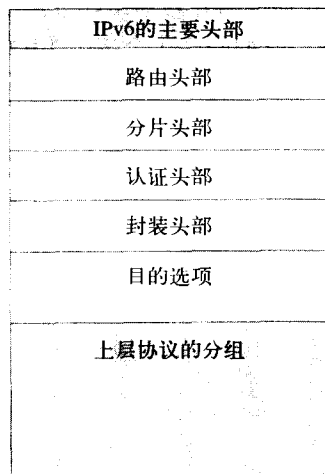 IPv6的主要头部
路由头部
分片头部
认证头部
封装头部
目的选项
上层协议的分组